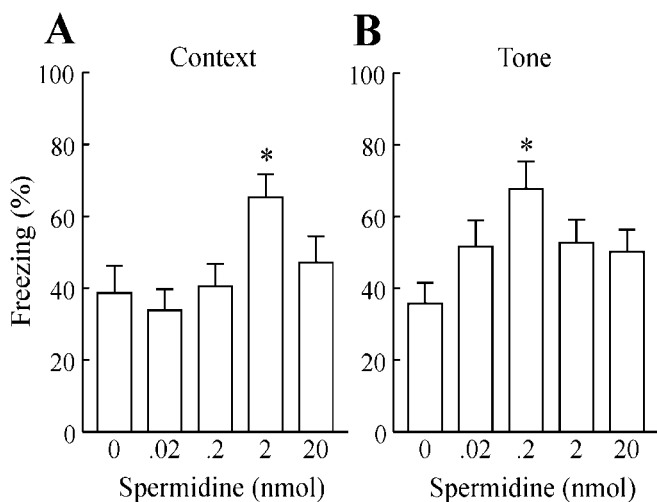 A
Context
Freezing (%)
100
80
60
40
20
0
*
0 .02 .2 2 20
Spermidine (nmol)
B
Tone
100
80
60
40
20
0
*
0 .02 .2 2 20
Spermidine (nmol)